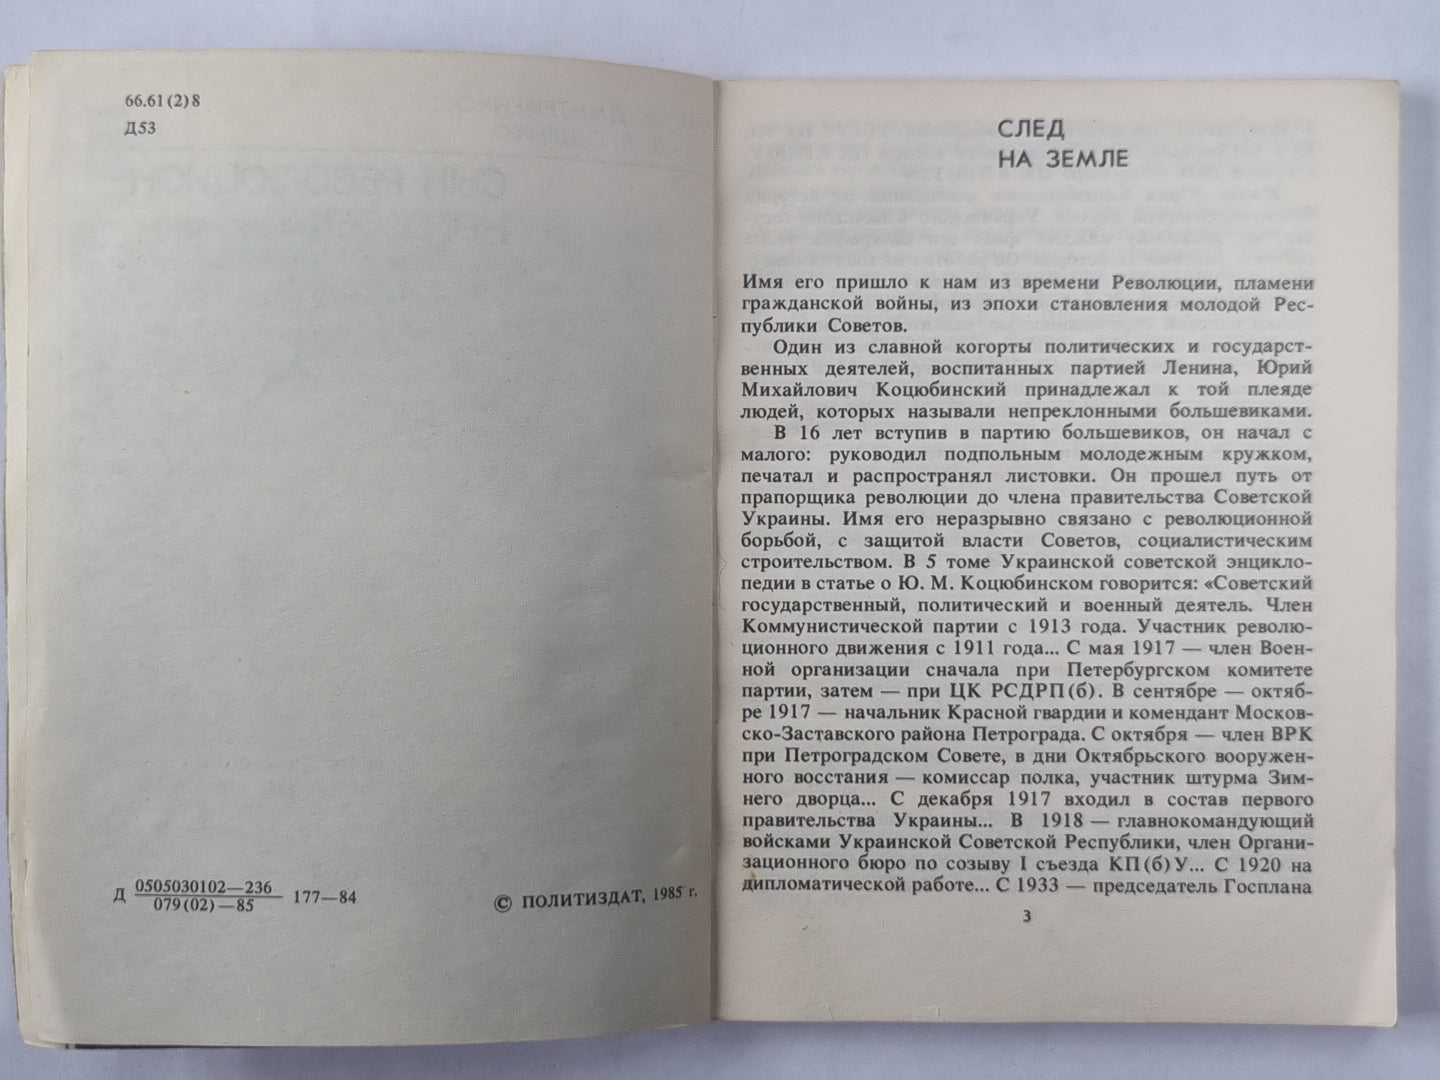 66.61(2)8
Д53
Д 0505030102—236 177—84
079(02)—85
© ПОЛИТИЗДАТ, 1985 г.
СЛЕД
НА ЗЕМЛЕ
Имя его пришло к нам из времени Революции, пламени
гражданской войны, из эпохи становления молодой Рес-
публики Советов.
Один из славной когорты политических и государст-
венных деятелей, воспитанных партией Ленина, Юрий
Михайлович Коцюбинский принадлежал к той плеяде
людей, которых называли непреклонными большевиками.
В 16 лет вступив в партию большевиков, он начал с
малого: руководил подпольным молодежным кружком,
печатал и распространял листовки. Он прошел путь от
прапорщика революции до члена правительства Советской
Украины. Имя его неразрывно связано с революционной
борьбой, с защитой власти Советов, социалистическим
строительством. В 5 томе Украинской советской энцикло-
педии в статье о Ю. М. Коцюбинском говорится: «Советский
государственный, политический и военный деятель. Член
Коммунистической партии с 1913 года. Участник револю-
ционного движения с 1911 года... С мая 1917 — член Воен-
ной организации сначала при Петербургском комитете
партии, затем — при ЦК РСДРП(б). В сентябре — октяб-
ре 1917 — начальник Красной гвардии и комендант Москов-
ско-Заставского района Петрограда. С октября — член ВРК
при Петроградском Совете, в дни Октябрьского вооружен-
ного восстания — комиссар полка, участник штурма Зим-
него дворца... С декабря 1917 входил в состав первого
правительства Украины... В 1918 — главнокомандующий
войсками Украинской Советской Республики, член Органи-
зационного бюро по созыву I съезда КП(б)У... С 1920 на
дипломатической работе... С 1933 — председатель Госплана
3